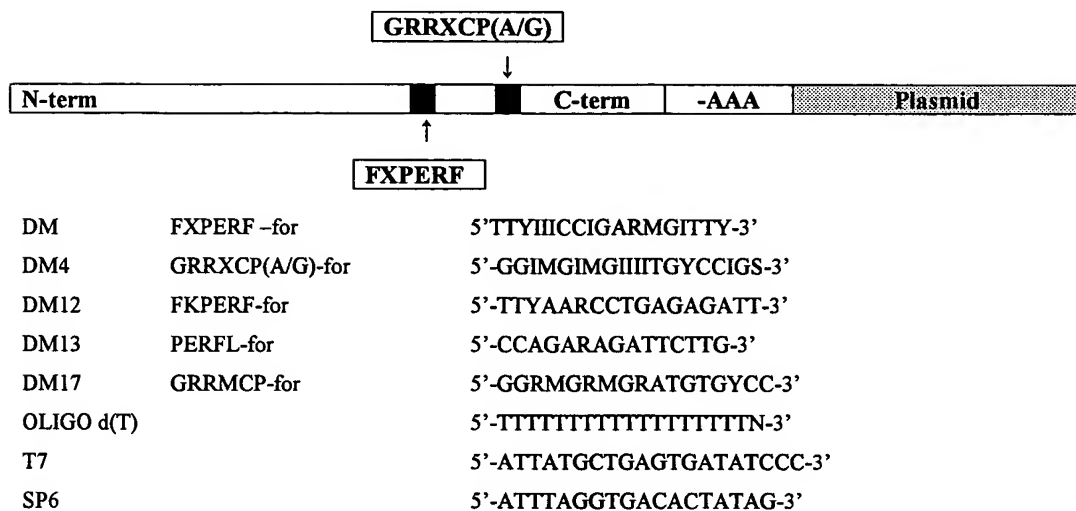 GRRXCP(A/G)
↓
N-term C-term -AAA Plasmid
↑
FXPERF
DM FXPERF –for 5'TTYIIICCIGARMGITTY-3'
DM4 GRRXCP(A/G)-for 5'-GGIMGIMGIIIITGYCCIGS-3'
DM12 FKPERF-for 5'-TTYAARCCTGAGAGATT-3'
DM13 PERFL-for 5'-CCAGARAGATTCTTG-3'
DM17 GRRMCP-for 5'-GGRMGRMGRATGTGYCC-3'
OLIGO d(T) 5'-TTTTTTTTTTTTTTTTTTTN-3'
T7 5'-ATTATGCTGAGTGATATCCC-3'
SP6 5'-ATTTAGGTGACACTATAG-3'